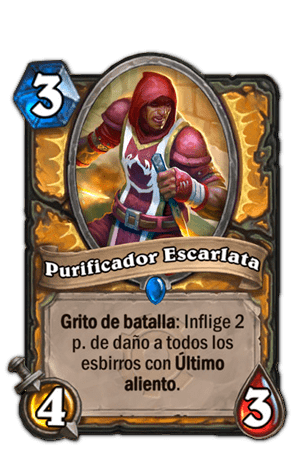 3
Purificador Escarlata
Grito de batalla: Inflige 2
p. de daño a todos los
esbirros con Último
aliento.
4
3